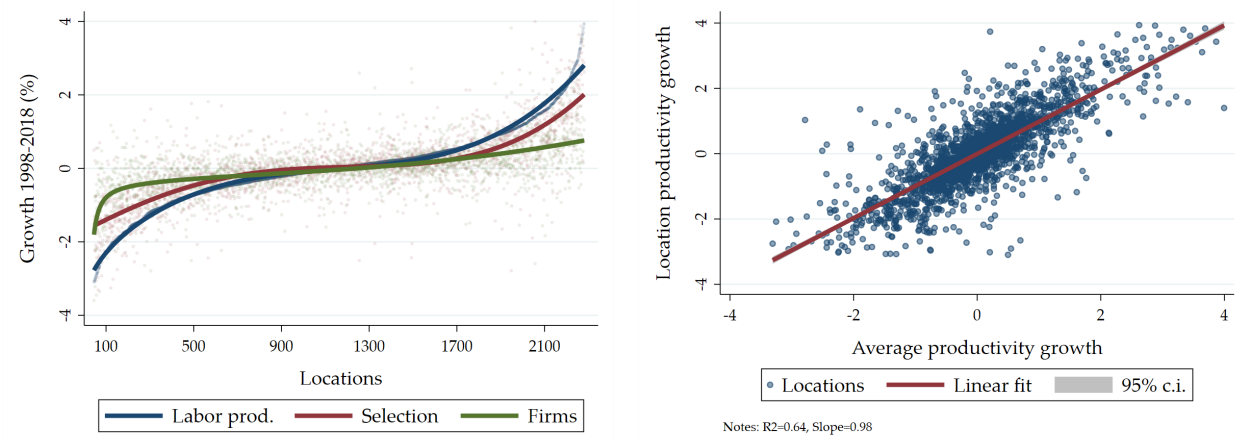 Growth 1998-2018 (%)
4
2
0
-2
-4
100 500 900 1300 1700 2100
Locations
Labor prod. Selection Firms
Location productivity growth
4
2
0
-2
-4
-4 -2 0 2 4
Average productivity growth
Locations Linear fit 95% c.i.
Notes: R2=0.64, Slope=0.98